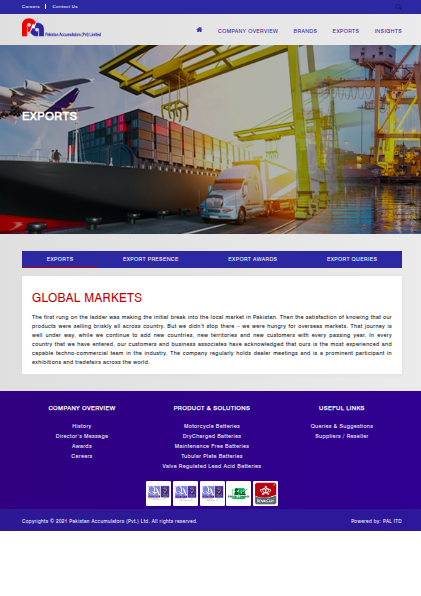 Careers | Contact Us
Pakistan Accumulators (Pvt) Limited
COMPANY OVERVIEW BRANDS EXPORTS INSIGHTS
EXPORTS
EXPORTS EXPORT PRESENCE EXPORT AWARDS EXPORT QUERIES
GLOBAL MARKETS
The first rung on the ladder was making the initial break into the local market in Pakistan. Then the satisfaction of knowing that our
products were selling briskly all across country. But we didn't stop there – we were hungry for overseas markets. That journey is
well under way, while we continue to add new countries, new territories and new customers with every passing year. In every
country that we have entered, our customers and business associates have acknowledged that ours is the most experienced and
capable techno-commercial team in the industry. The company regularly holds dealer meetings and is a prominent participant in
exhibitions and tradefairs across the world.
COMPANY OVERVIEW PRODUCT & SOLUTIONS USEFUL LINKS
History Motorcycle Batteries Queries & Suggestions
Director's Message DryCharged Batteries Suppliers / Reseller
Awards Maintenance Free Batteries
Careers Tubular Plate Batteries
Valve Regulated Lead Acid Batteries
Copyrights © 2021 Pakistan Accumulators (Pvt.) Ltd. All rights reserved. Powered by: PAL ITD